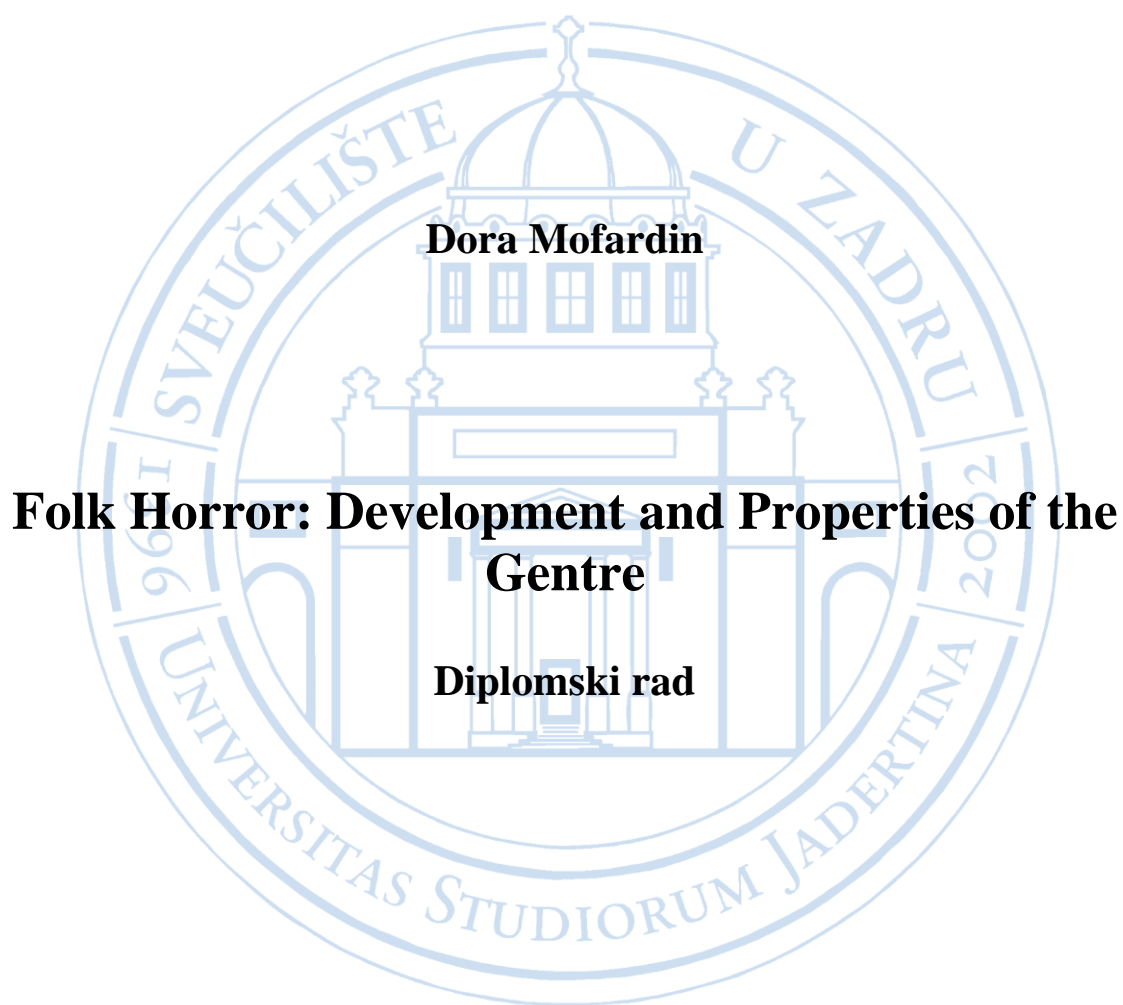 SVEUČILIŠTE U ZADRU
Dora Mofardin
1396
2002
Folk Horror: Development and Properties of the
Gentre
Diplomski rad
UNIVERSITAS STUDIORUM JADERTINA